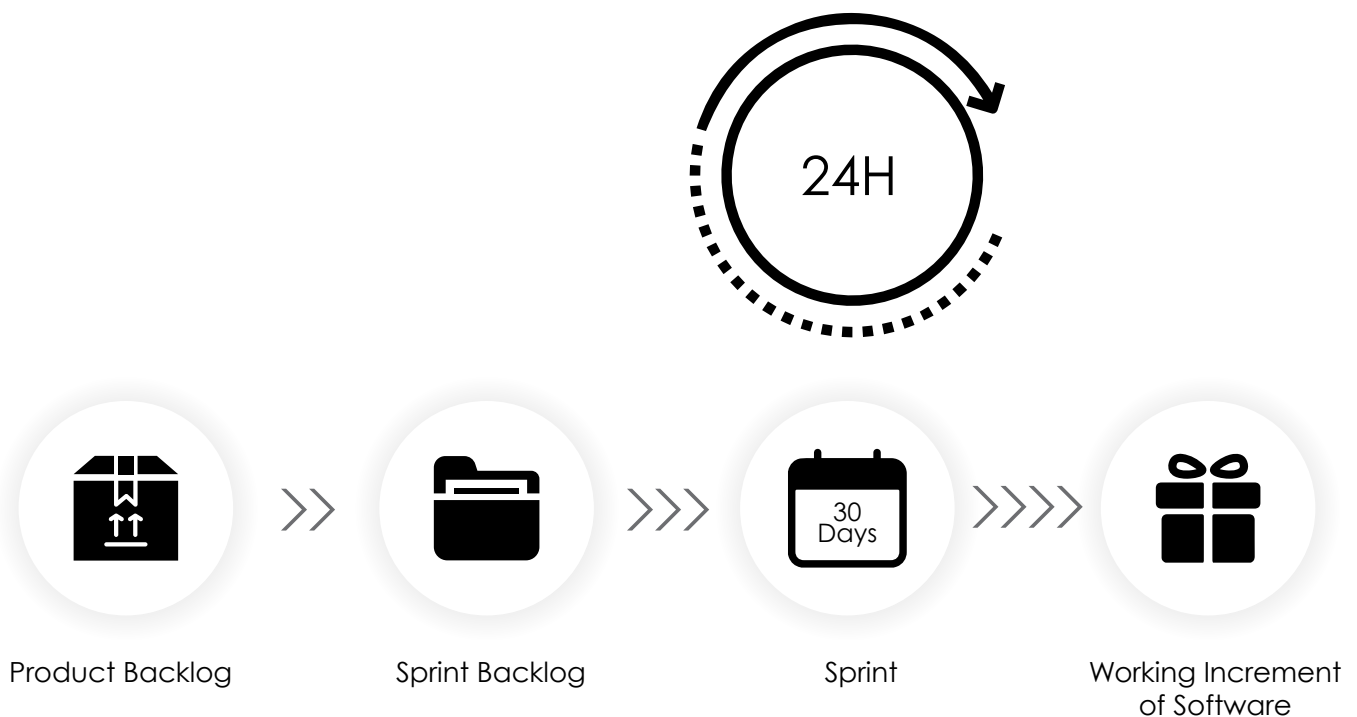 24H
30
Days
Product Backlog
Sprint Backlog
Sprint
Working Increment
of Software